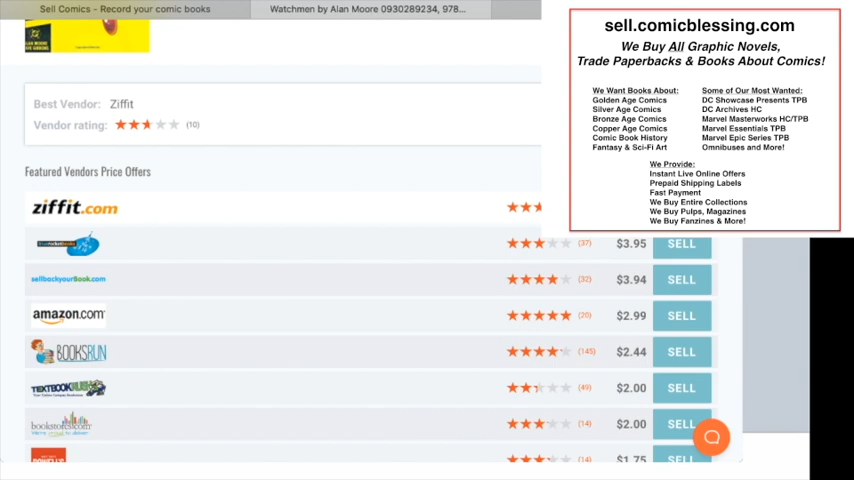 Sell Comics – Record your comic books
Watchmen by Alan Moore 0930289234, 978...
Best Vendor: Ziffit
Vendor rating: (10)
Featured Vendors Price Offers
ziffit.com
(37) $3.95 SELL
sellbackyourBook.com (32) $3.94 SELL
amazon.com (20) $2.99 SELL
BOOKSRUN (145) $2.44 SELL
TEXTBOOKRUSH (49) $2.00 SELL
bookstores.com (14) $2.00 SELL
(14) $1.75 SELL
sell.comicblessing.com
We Buy All Graphic Novels,
Trade Paperbacks & Books About Comics!
We Want Books About:
Golden Age Comics
Silver Age Comics
Bronze Age Comics
Copper Age Comics
Comic Book History
Fantasy & Sci-Fi Art
Some of Our Most Wanted:
DC Showcase Presents TPB
DC Archives HC
Marvel Masterworks HC/TPB
Marvel Essentials TPB
Marvel Epic Series TPB
Omnibuses and More!
We Provide:
Instant Live Online Offers
Prepaid Shipping Labels
Fast Payment
We Buy Entire Collections
We Buy Pulps, Magazines
We Buy Fanzines & More!